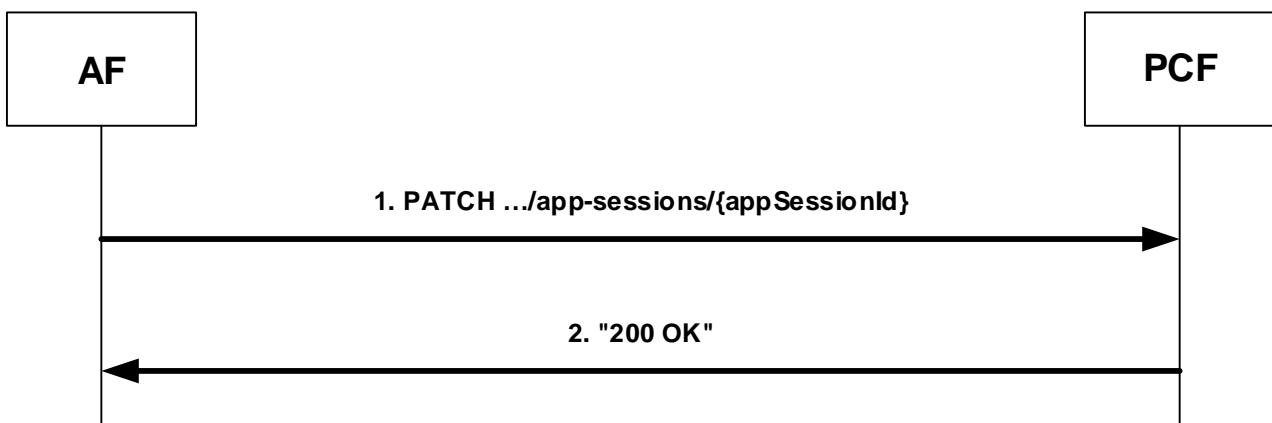 AF
PCF
1. PATCH …/app-sessions/{appSessionId}
2. "200 OK"